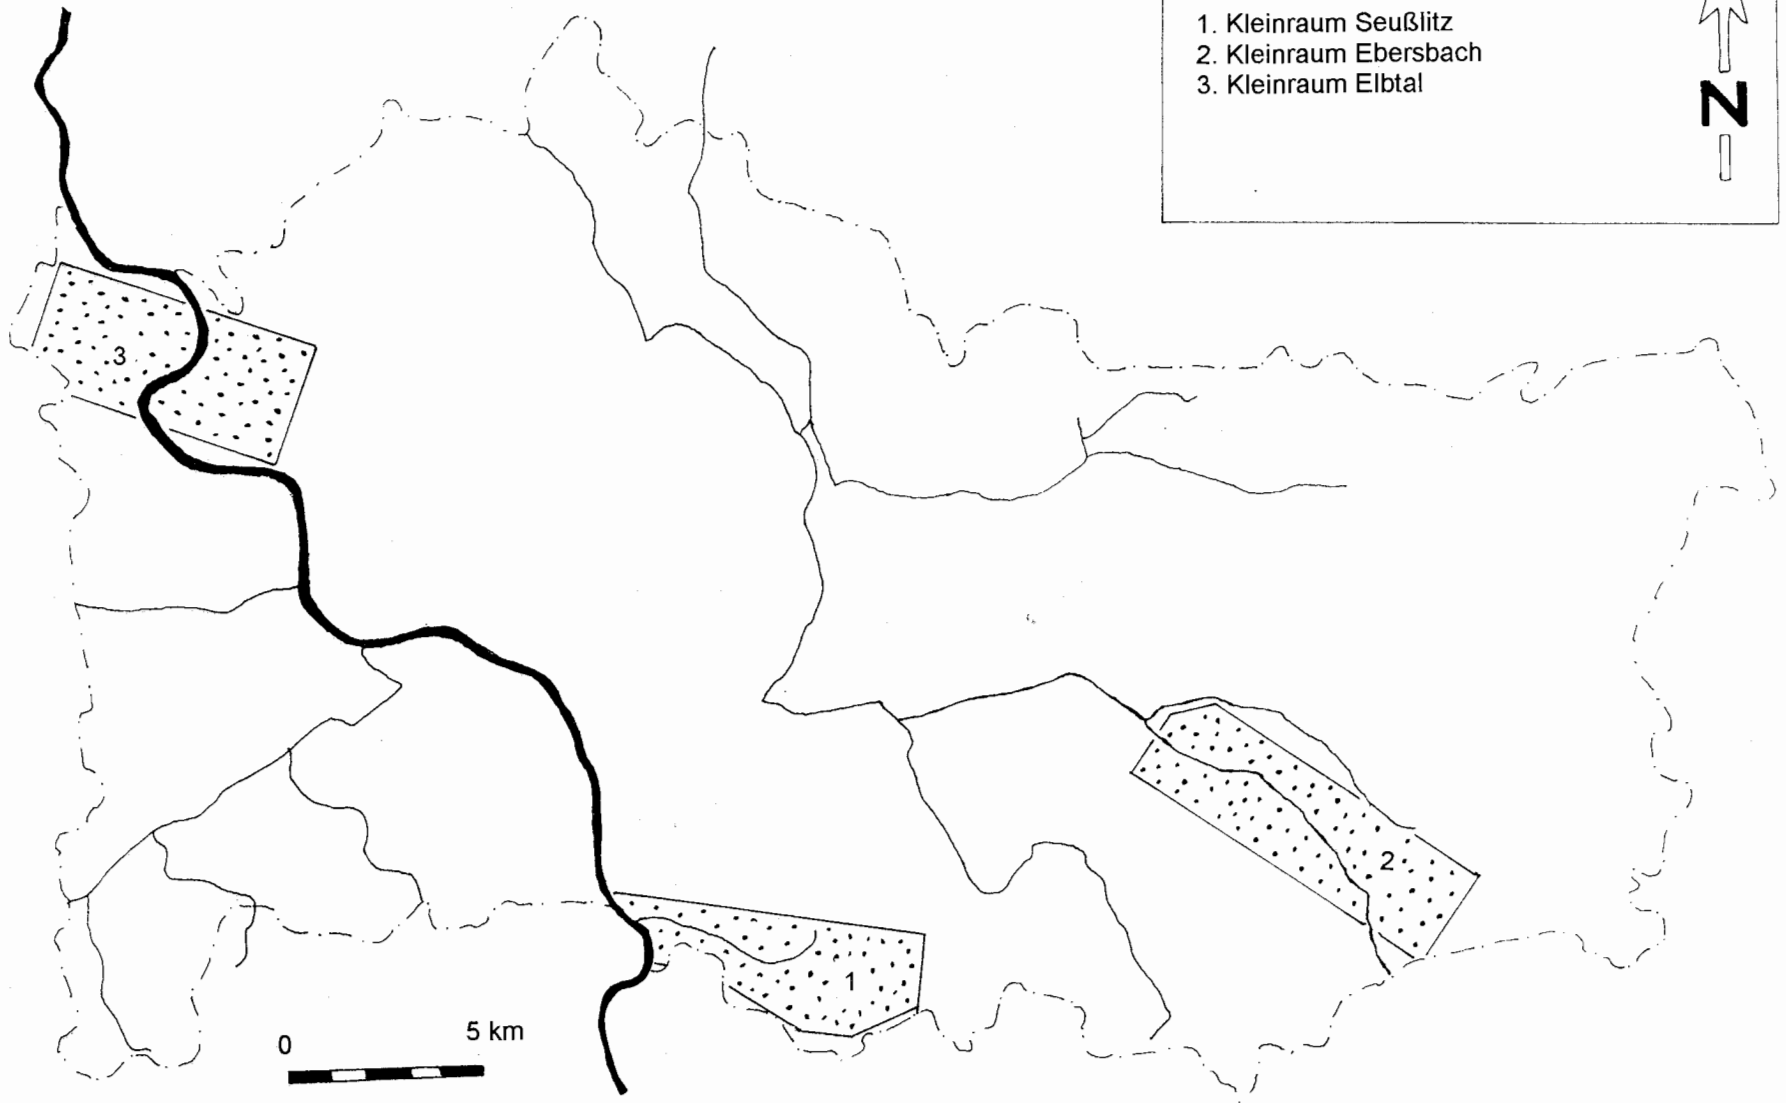 1. Kleinraum Seußlitz
2. Kleinraum Ebersbach
3. Kleinraum Elbtal
N
3
2
1
0 5 km